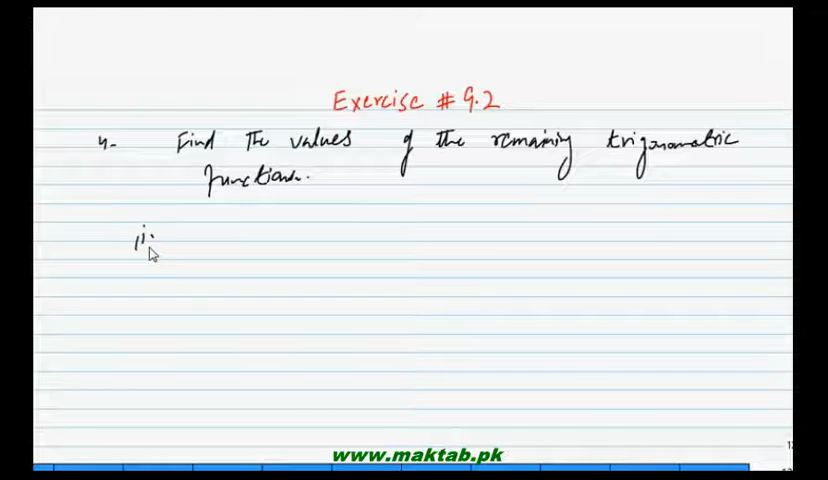 Exercise # 9.2
4- Find the values of the remaining trigonometric
functions.
ii.
www.maktab.pk